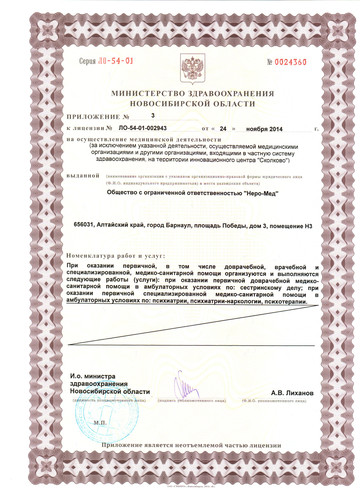 Серия ЛО-54-01 № 0024360
МИНИСТЕРСТВО ЗДРАВООХРАНЕНИЯ
НОВОСИБИРСКОЙ ОБЛАСТИ
ПРИЛОЖЕНИЕ № 3
к лицензии № ЛО-54-01-002943 от « 24 » ноября 2014 г.
на осуществление медицинской деятельности
(за исключением указанной деятельности, осуществляемой медицинскими
организациями и другими организациями, входящими в частную систему
здравоохранения, на территории инновационного центра "Сколково")
выданной (наименование организации с указанием организационно-правовой формы юридического лица
(Ф.И.О. индивидуального предпринимателя) и место нахождения объекта)
Общество с ограниченной ответственностью "Неро-Мед"
656031, Алтайский край, город Барнаул, площадь Победы, дом 3, помещение Н3
Номенклатура работ и услуг:
При оказании первичной, в том числе доврачебной, врачебной и
специализированной, медико-санитарной помощи организуются и выполняются
следующие работы (услуги): при оказании первичной доврачебной медико-
санитарной помощи в амбулаторных условиях по: сестринскому делу; при
оказании первичной специализированной медико-санитарной помощи в
амбулаторных условиях по: психиатрии, психиатрии-наркологии, психотерапии.
И.о. министра
здравоохранения
Новосибирской области А.В. Лиханов
(должность уполномоченного лица) (подпись уполномоченного лица) (Ф.И.О. уполномоченного лица)
М.П.
Приложение является неотъемлемой частью лицензии